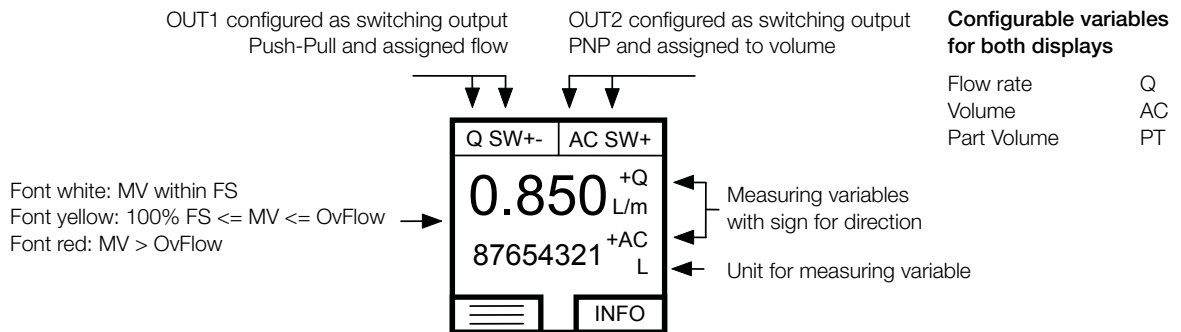 OUT1 configured as switching output
Push-Pull and assigned flow
OUT2 configured as switching output
PNP and assigned to volume
Configurable variables
for both displays
Flow rate Q
Volume AC
Part Volume PT
Q SW+- AC SW+
0.850 +Q
L/m
87654321 +AC
L
INFO
Font white: MV within FS
Font yellow: 100% FS <= MV <= OvFlow
Font red: MV > OvFlow
Measuring variables
with sign for direction
Unit for measuring variable